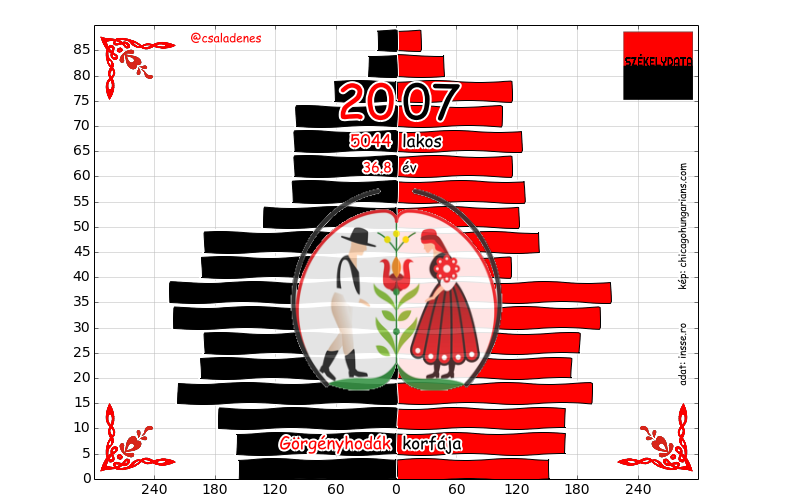 @csaladenes
SZÉKELYDATA
2007
5044 lakos
36.8 év
kép: chicagohungarians.com
adat: insse.ro
Görgényhodák korfája
85
80
75
70
65
60
55
50
45
40
35
30
25
20
15
10
5
0
240 180 120 60 0 60 120 180 240